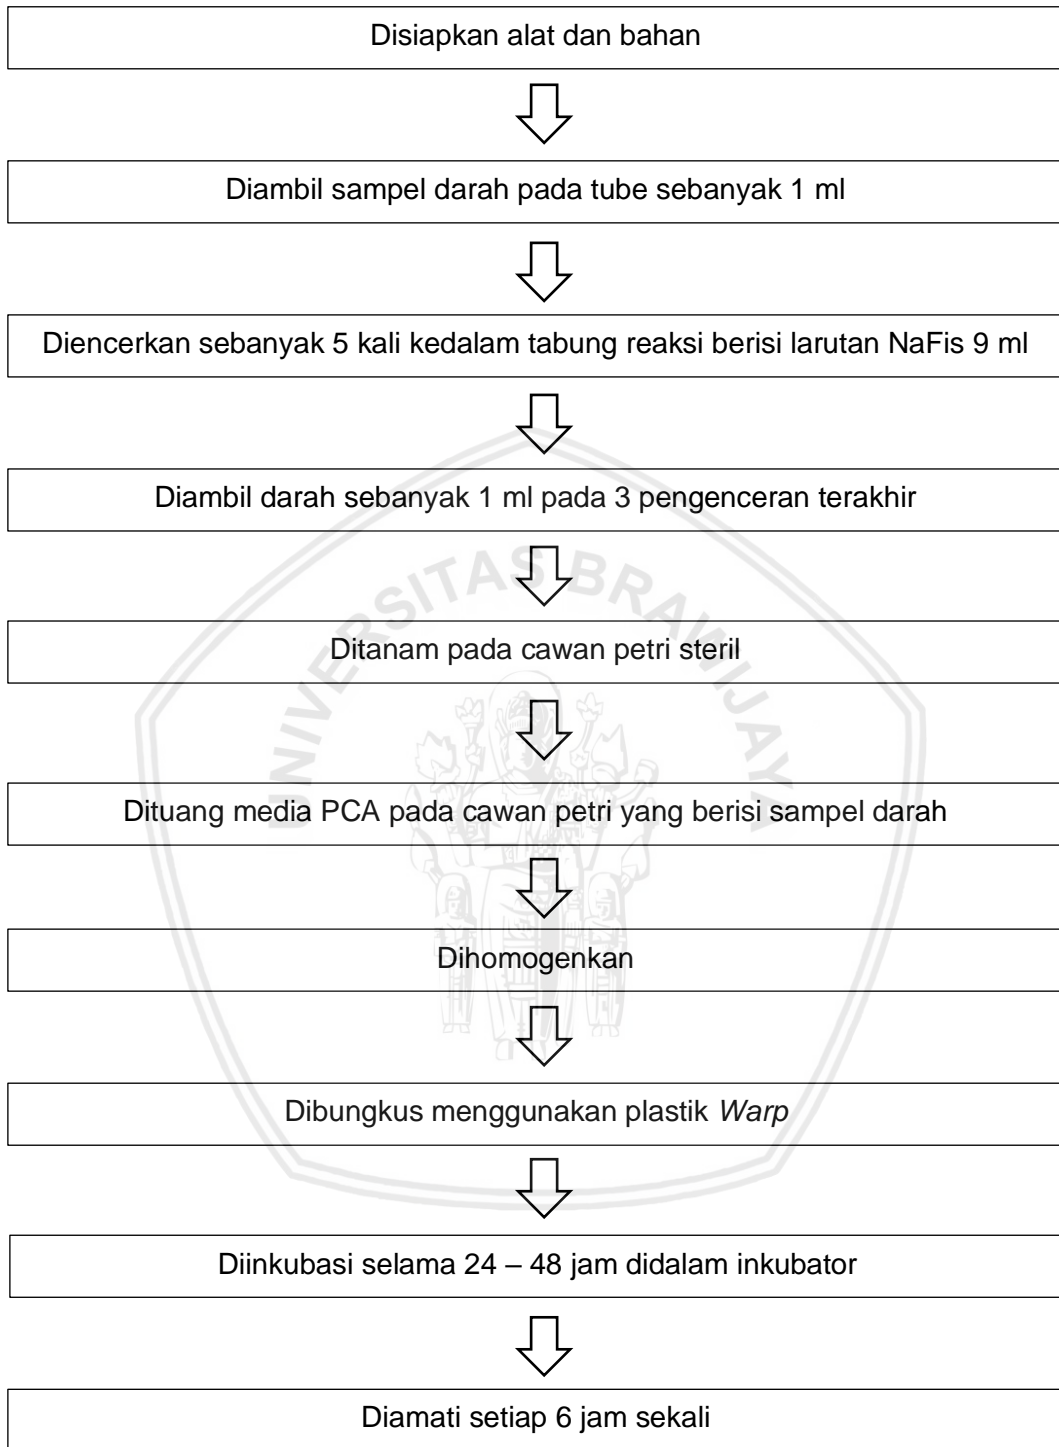 Disiapkan alat dan bahan
Diambil sampel darah pada tube sebanyak 1 ml
Diencerkan sebanyak 5 kali kedalam tabung reaksi berisi larutan NaFis 9 ml
Diambil darah sebanyak 1 ml pada 3 pengenceran terakhir
UNIVERSITAS BRAWIJAYA
Ditanam pada cawan petri steril
Dituang media PCA pada cawan petri yang berisi sampel darah
Dihomogenkan
Dibungkus menggunakan plastik Warp
Diinkubasi selama 24 – 48 jam didalam inkubator
Diamati setiap 6 jam sekali